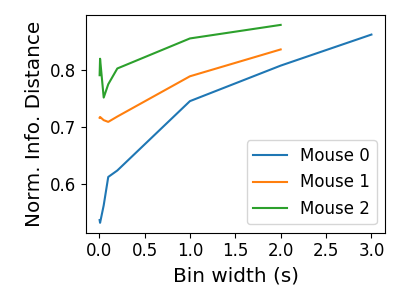 Norm. Info. Distance
0.8
0.7
0.6
Mouse 0
Mouse 1
Mouse 2
0.0 0.5 1.0 1.5 2.0 2.5 3.0
Bin width (s)